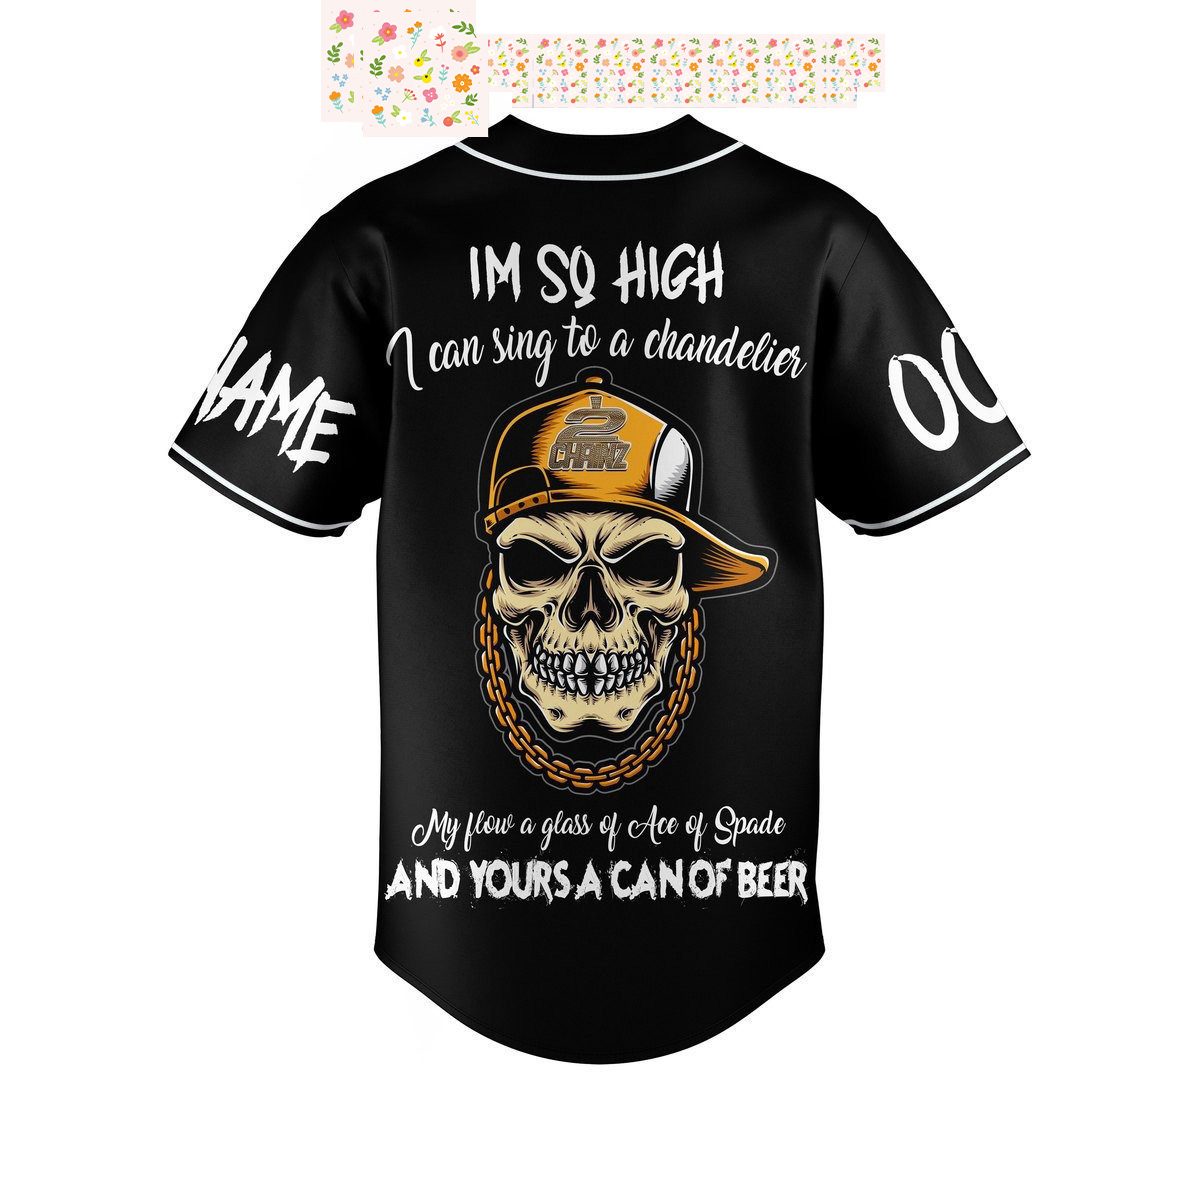 IM SO HIGH
I can sing to a chandelier
NAME
2
CHAINZ
My flow a glass of Ace of Spade
AND YOURS A CAN OF BEER